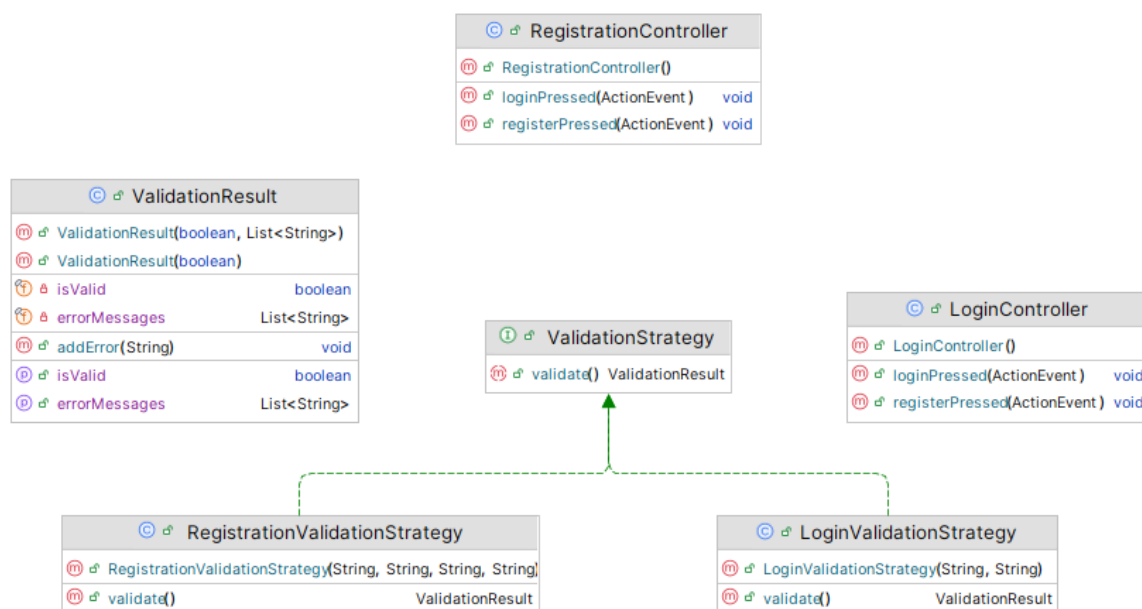 RegistrationController
RegistrationController()
loginPressed(ActionEvent) void
registerPressed(ActionEvent) void
ValidationResult
ValidationResult(boolean, List<String>)
ValidationResult(boolean)
isValid boolean
errorMessages List<String>
addError(String) void
isValid boolean
errorMessages List<String>
ValidationStrategy
validate() ValidationResult
LoginController
LoginController()
loginPressed(ActionEvent) void
registerPressed(ActionEvent) void
RegistrationValidationStrategy
RegistrationValidationStrategy(String, String, String, String)
validate() ValidationResult
LoginValidationStrategy
LoginValidationStrategy(String, String)
validate() ValidationResult